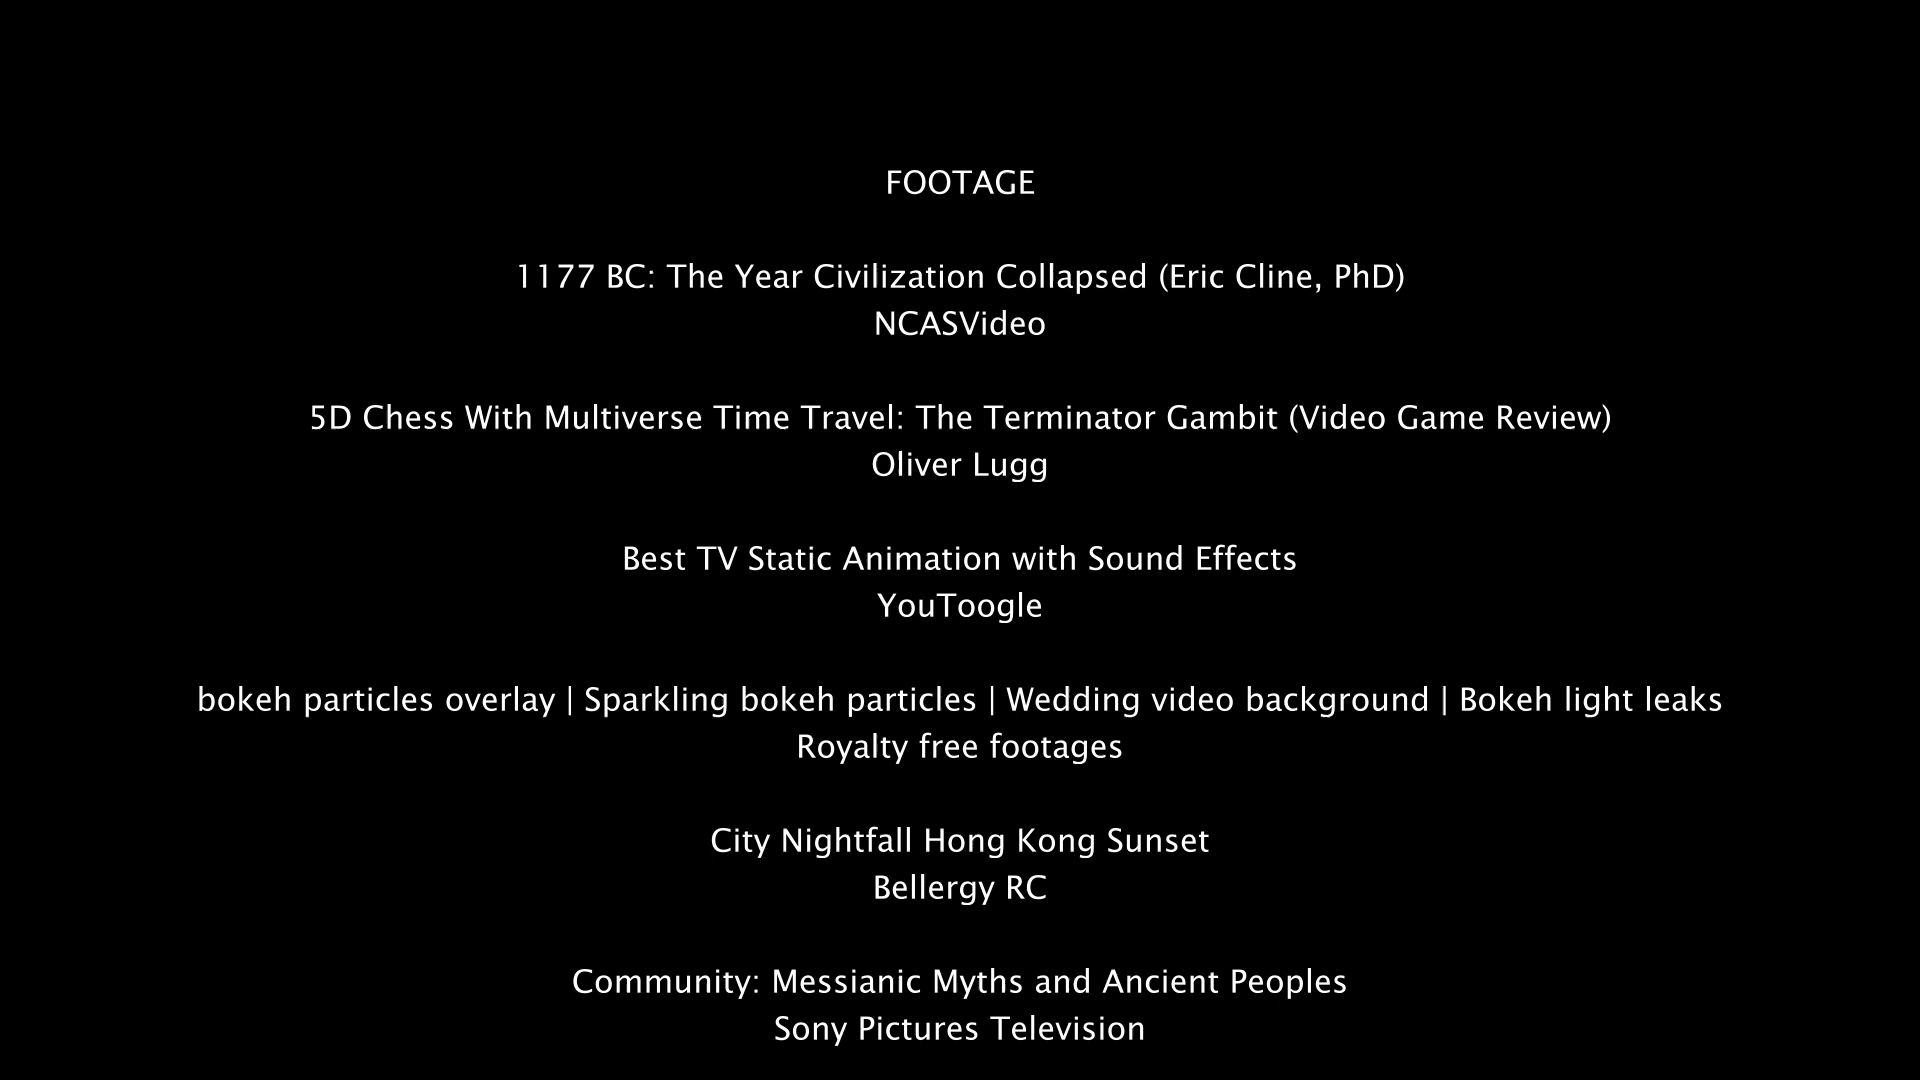 FOOTAGE
1177 BC: The Year Civilization Collapsed (Eric Cline, PhD)
NCASVideo
5D Chess With Multiverse Time Travel: The Terminator Gambit (Video Game Review)
Oliver Lugg
Best TV Static Animation with Sound Effects
YouToogle
bokeh particles overlay | Sparkling bokeh particles | Wedding video background | Bokeh light leaks
Royalty free footages
City Nightfall Hong Kong Sunset
Bellergy RC
Community: Messianic Myths and Ancient Peoples
Sony Pictures Television